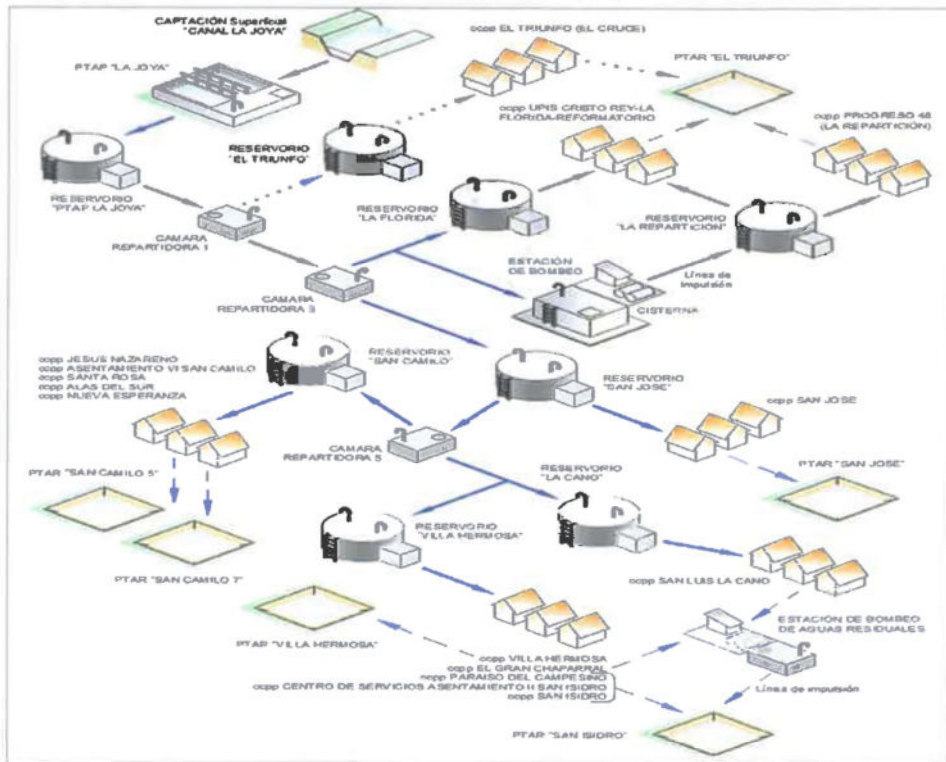 CAPTACIÓN Superficial
"CANAL LA JOYA"
PTAP "LA JOYA"
ccpp EL TRIUNFO (EL CRUCE)
PTAR "EL TRIUNFO"
ccpp UPIS CRISTO REY-LA
FLORIDA-REFORMATORIO
ccpp PROGRESO 48
(LA REPARTICIÓN)
RESERVORIO
"EL TRIUNFO"
RESERVORIO
"PTAP LA JOYA"
RESERVORIO
"LA FLORIDA"
RESERVORIO
"LA REPARTICION"
CAMARA
REPARTIDORA 1
ESTACIÓN
DE BOMBEO
Línea de
impulsión
CISTERNA
CAMARA
REPARTIDORA 3
RESERVORIO
"SAN CAMILO"
ccpp JESUS NAZARENO
ccpp ASENTAMIENTO VI SAN CAMILO
ccpp SANTA ROSA
ccpp ALAS DEL SUR
ccpp NUEVA ESPERANZA
RESERVORIO
"SAN JOSE"
ccpp SAN JOSE
CAMARA
REPARTIDORA 5
PTAR "SAN CAMILO 5"
RESERVORIO
"LA CANO"
PTAR "SAN JOSE"
RESERVORIO
"VILLA HERMOSA"
PTAR "SAN CAMILO 7"
ccpp SAN LUIS LA CANO
ESTACIÓN DE BOMBEO
DE AGUAS RESIDUALES
PTAR "VILLA HERMOSA"
ccpp VILLA HERMOSA
ccpp EL GRAN CHAPARRAL
ccpp PARAISO DEL CAMPESINO
ccpp CENTRO DE SERVICIOS ASENTAMIENTO II SAN ISIDRO
ccpp SAN ISIDRO
Línea de impulsión
PTAR "SAN ISIDRO"